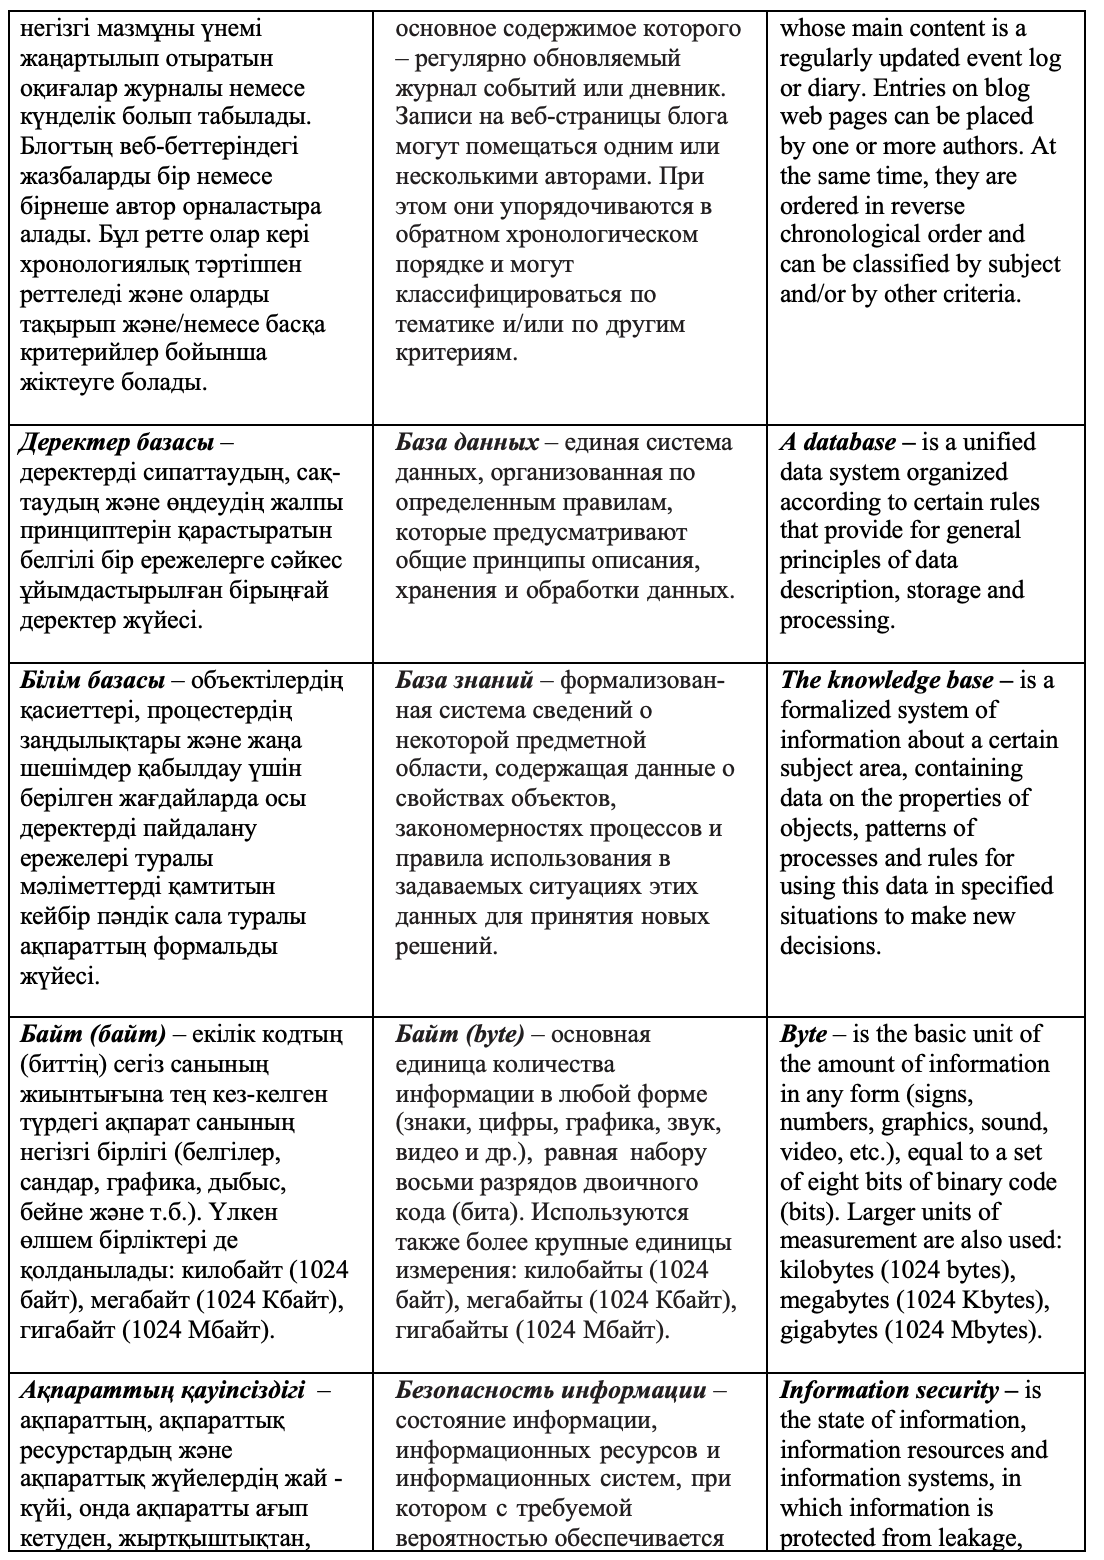 негізгі мазмұны үнемі
жаңартылып отыратын
оқиғалар журналы немесе
күнделік болып табылады.
Блогтың веб-беттеріндегі
жазбаларды бір немесе
бірнеше автор орналастыра
алады. Бұл ретте олар кері
хронологиялық тәртіппен
реттеледі және оларды
тақырып және/немесе басқа
критерийлер бойынша
жіктеуге болады.
основное содержимое которого
– регулярно обновляемый
журнал событий или дневник.
Записи на веб-страницы блога
могут помещаться одним или
несколькими авторами. При
этом они упорядочиваются в
обратном хронологическом
порядке и могут
классифицироваться по
тематике и/или по другим
критериям.
whose main content is a
regularly updated event log
or diary. Entries on blog
web pages can be placed
by one or more authors. At
the same time, they are
ordered in reverse
chronological order and
can be classified by subject
and/or by other criteria.
Деректер базасы –
деректерді сипаттаудың, сақ-
таудың және өңдеудің жалпы
принциптерін қарастыратын
белгілі бір ережелерге сәйкес
ұйымдастырылған бірыңғай
деректер жүйесі.
База данных – единая система
данных, организованная по
определенным правилам,
которые предусматривают
общие принципы описания,
хранения и обработки данных.
A database – is a unified
data system organized
according to certain rules
that provide for general
principles of data
description, storage and
processing.
Білім базасы – объектілердің
қасиеттері, процестердің
заңдылықтары және жаңа
шешімдер қабылдау үшін
берілген жағдайларда осы
деректерді пайдалану
ережелері туралы
мәліметтерді қамтитын
кейбір пәндік сала туралы
ақпараттың формальды
жүйесі.
База знаний – формализован-
ная система сведений о
некоторой предметной
области, содержащая данные о
свойствах объектов,
закономерностях процессов и
правила использования в
задаваемых ситуациях этих
данных для принятия новых
решений.
The knowledge base – is a
formalized system of
information about a certain
subject area, containing
data on the properties of
objects, patterns of
processes and rules for
using this data in specified
situations to make new
decisions.
Байт (байт) – екілік кодтың
(биттің) сегіз санының
жиынтығына тең кез-келген
түрдегі ақпарат санының
негізгі бірлігі (белгілер,
сандар, графика, дыбыс,
бейне және т.б.). Үлкен
өлшем бірліктері де
қолданылады: килобайт (1024
байт), мегабайт (1024 Кбайт),
гигабайт (1024 Мбайт).
Байт (byte) – основная
единица количества
информации в любой форме
(знаки, цифры, графика, звук,
видео и др.), равная набору
восьми разрядов двоичного
кода (бита). Используются
также более крупные единицы
измерения: килобайты (1024
байт), мегабайты (1024 Кбайт),
гигабайты (1024 Мбайт).
Byte – is the basic unit of
the amount of information
in any form (signs,
numbers, graphics, sound,
video, etc.), equal to a set
of eight bits of binary code
(bits). Larger units of
measurement are also used:
kilobytes (1024 bytes),
megabytes (1024 Kbytes),
gigabytes (1024 Mbytes).
Ақпараттың қауіпсіздігі –
ақпараттың, ақпараттық
ресурстардың және
ақпараттық жүйелердің жай -
күйі, онда ақпаратты ағып
кетуден, жыртқыштықтан,
Безопасность информации –
состояние информации,
информационных ресурсов и
информационных систем, при
котором с требуемой
вероятностью обеспечивается
Information security – is
the state of information,
information resources and
information systems, in
which information is
protected from leakage,